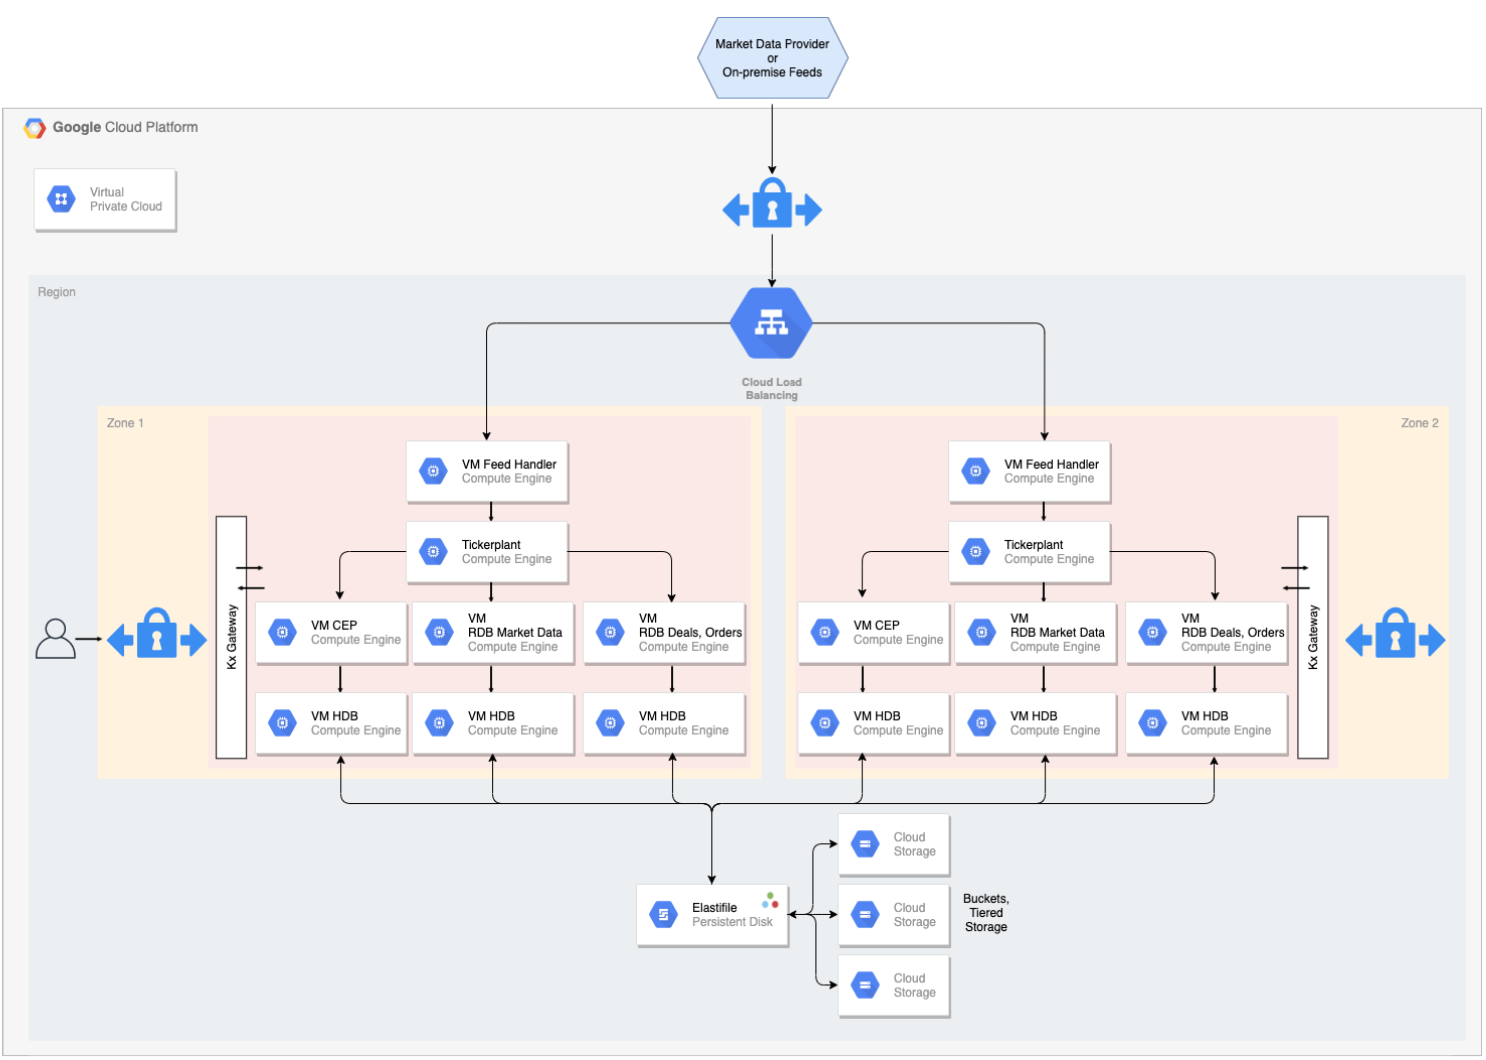 Market Data Provider
or
On-premise Feeds
Google Cloud Platform
Virtual
Private Cloud
Region
Cloud Load
Balancing
Zone 1
Zone 2
VM Feed Handler
Compute Engine
VM Feed Handler
Compute Engine
Tickerplant
Compute Engine
Tickerplant
Compute Engine
Kx Gateway
VM CEP
Compute Engine
VM
RDB Market Data
Compute Engine
VM
RDB Deals, Orders
Compute Engine
VM CEP
Compute Engine
VM
RDB Market Data
Compute Engine
VM
RDB Deals, Orders
Compute Engine
Kx Gateway
VM HDB
Compute Engine
VM HDB
Compute Engine
VM HDB
Compute Engine
VM HDB
Compute Engine
VM HDB
Compute Engine
VM HDB
Compute Engine
Cloud
Storage
Elastifile
Persistent Disk
Cloud
Storage
Buckets,
Tiered
Storage
Cloud
Storage